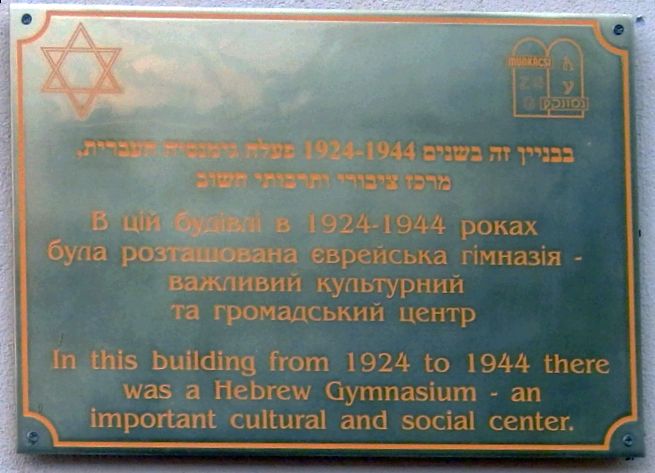 MUNKACSI
בבניין זה בשנים 1924-1944 פעלה גימנסיה העברית,
מרכז ציבורי ותרבותי חשוב
В цій будівлі в 1924-1944 роках
була розташована єврейська гімназія -
важливий культурний
та громадський центр
In this building from 1924 to 1944 there
was a Hebrew Gymnasium - an
important cultural and social center.